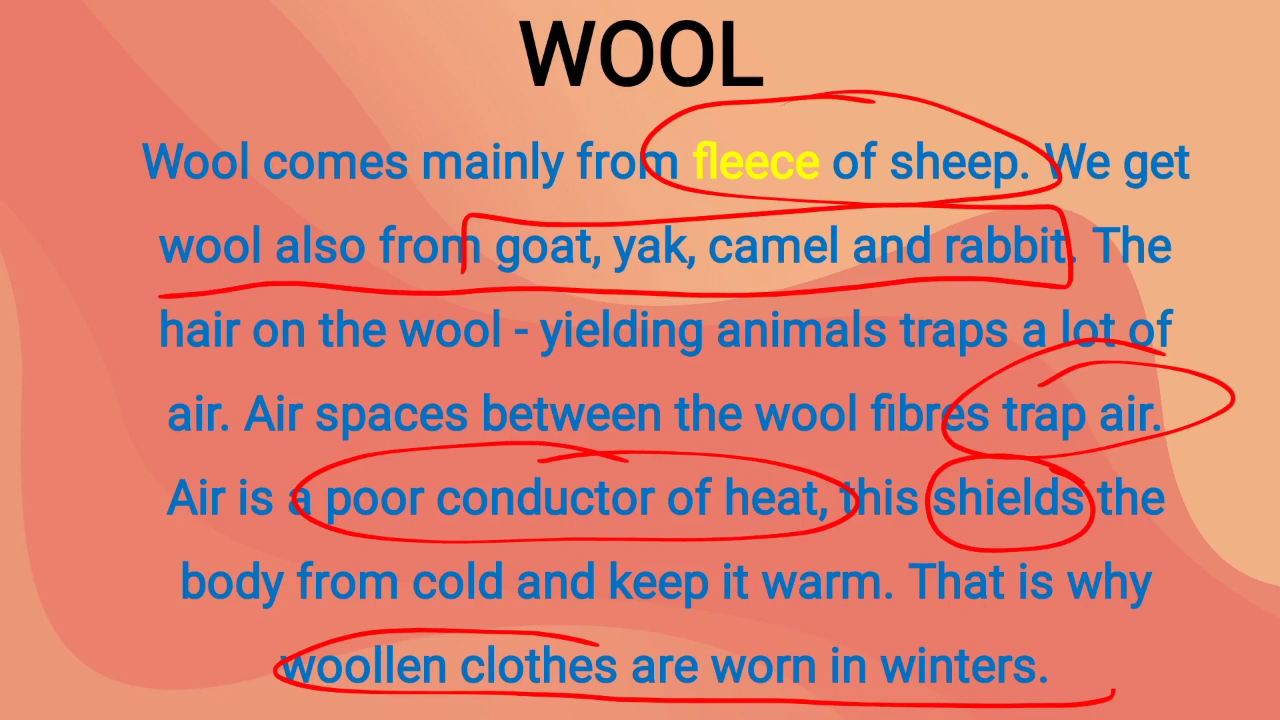 WOOL
Wool comes mainly from fleece of sheep. We get
wool also from goat, yak, camel and rabbit. The
hair on the wool - yielding animals traps a lot of
air. Air spaces between the wool fibres trap air.
Air is a poor conductor of heat, this shields the
body from cold and keep it warm. That is why
woollen clothes are worn in winters.